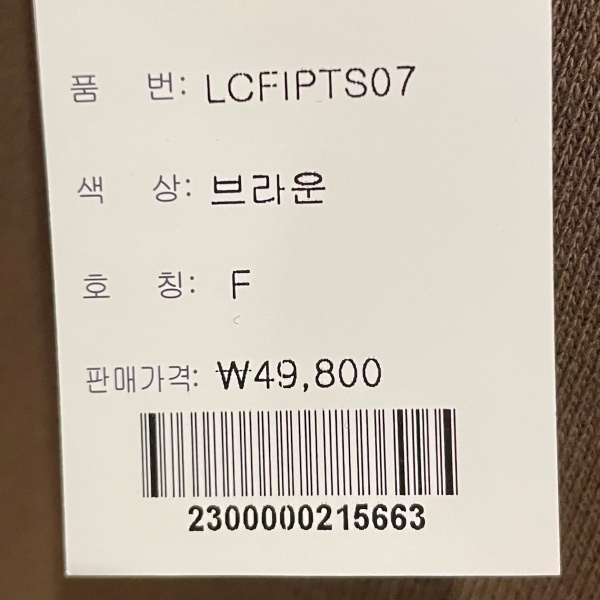 품 번: LCFIPTS07
색 상: 브라운
호 칭: F
판매가격: ₩49,800
2300000215663